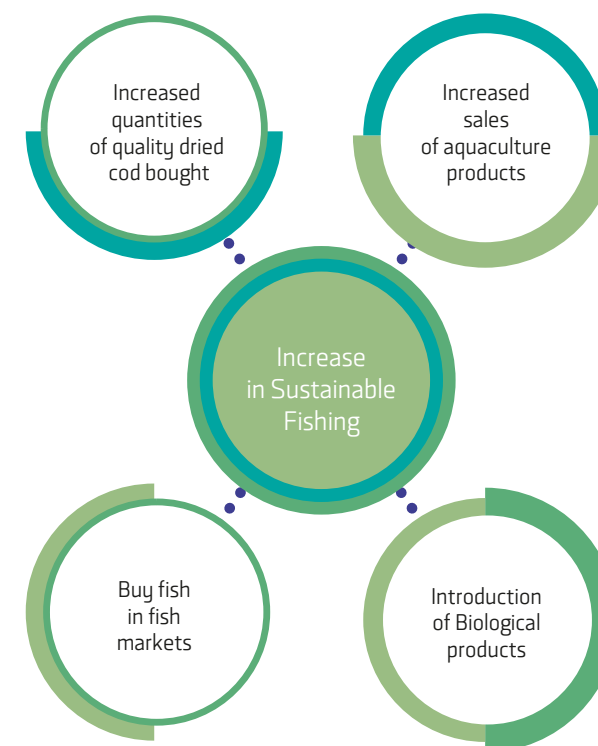 Increased
quantities
of quality dried
cod bought
Increased
sales
of aquaculture
products
Increase
in Sustainable
Fishing
Buy fish
in fish
markets
Introduction
of Biological
products